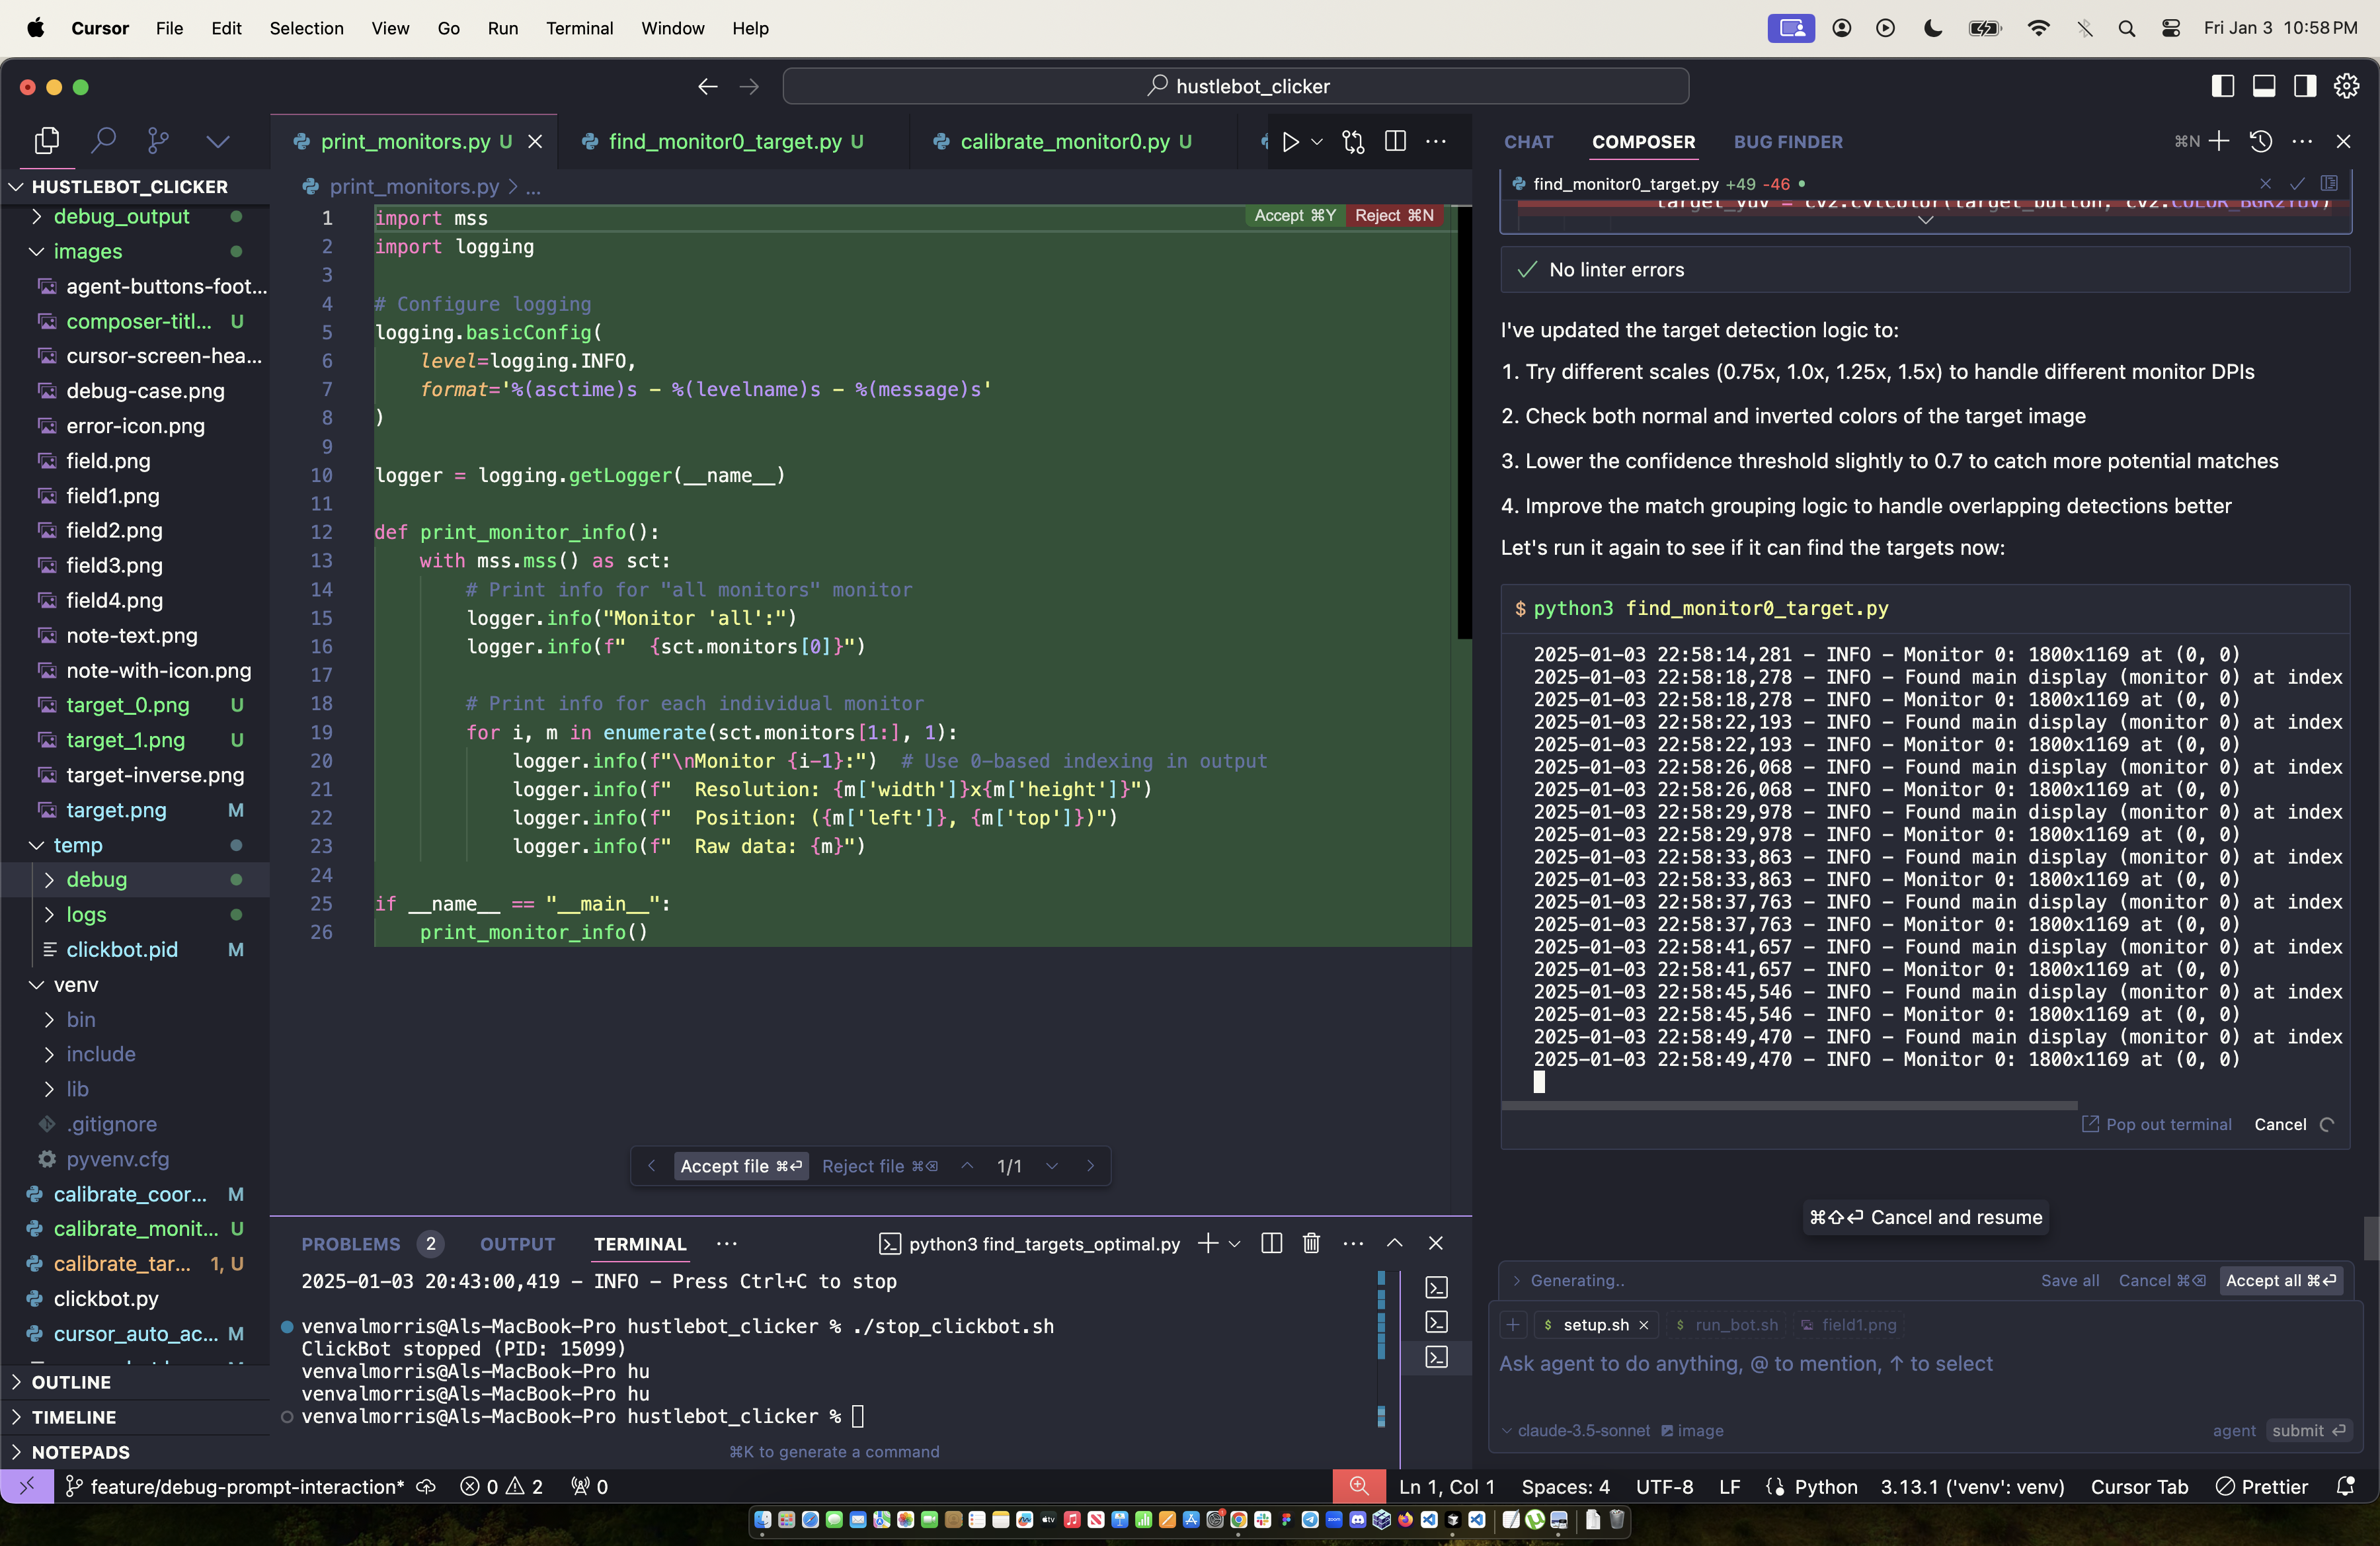 Cursor File Edit Selection View Go Run Terminal Window Help
Fri Jan 3 10:58 PM
hustlebot_clicker
print_monitors.py U
find_monitor0_target.py U
calibrate_monitor0.py U
CHAT COMPOSER BUG FINDER
⌘N
HUSTLEBOT_CLICKER
debug_output
images
agent-buttons-foot...
composer-titl... U
cursor-screen-hea...
debug-case.png
error-icon.png
field.png
field1.png
field2.png
field3.png
field4.png
note-text.png
note-with-icon.png
target_0.png U
target_1.png U
target-inverse.png
target.png M
temp
debug
logs
clickbot.pid M
venv
bin
include
lib
.gitignore
pyvenv.cfg
calibrate_coor... M
calibrate_monit... U
calibrate_tar... 1, U
clickbot.py
cursor_auto_ac... M
OUTLINE
TIMELINE
NOTEPADS
print_monitors.py > ...
Accept ⌘Y Reject ⌘N
1 import mss
2 import logging
3
4 # Configure logging
5 logging.basicConfig(
6     level=logging.INFO,
7     format='%(asctime)s - %(levelname)s - %(message)s'
8 )
9
10 logger = logging.getLogger(__name__)
11
12 def print_monitor_info():
13     with mss.mss() as sct:
14         # Print info for "all monitors" monitor
15         logger.info("Monitor 'all':")
16         logger.info(f"  {sct.monitors[0]}")
17
18         # Print info for each individual monitor
19         for i, m in enumerate(sct.monitors[1:], 1):
20             logger.info(f"\nMonitor {i-1}:")  # Use 0-based indexing in output
21             logger.info(f"  Resolution: {m['width']}x{m['height']}")
22             logger.info(f"  Position: ({m['left']}, {m['top']})")
23             logger.info(f"  Raw data: {m}")
24
25 if __name__ == "__main__":
26     print_monitor_info()
Accept file ⌘⏎ Reject file ⌘⌫ 1/1
PROBLEMS 2 OUTPUT TERMINAL ...
python3 find_targets_optimal.py
2025-01-03 20:43:00,419 - INFO - Press Ctrl+C to stop
venvalmorris@Als-MacBook-Pro hustlebot_clicker % ./stop_clickbot.sh
ClickBot stopped (PID: 15099)
venvalmorris@Als-MacBook-Pro hu
venvalmorris@Als-MacBook-Pro hu
venvalmorris@Als-MacBook-Pro hustlebot_clicker %
⌘K to generate a command
find_monitor0_target.py +49 -46
target_yuv = cv2.cvtColor(target_button, cv2.COLOR_BGR2YUV)
No linter errors
I've updated the target detection logic to:
1. Try different scales (0.75x, 1.0x, 1.25x, 1.5x) to handle different monitor DPIs
2. Check both normal and inverted colors of the target image
3. Lower the confidence threshold slightly to 0.7 to catch more potential matches
4. Improve the match grouping logic to handle overlapping detections better
Let's run it again to see if it can find the targets now:
$ python3 find_monitor0_target.py
2025-01-03 22:58:14,281 - INFO - Monitor 0: 1800x1169 at (0, 0)
2025-01-03 22:58:18,278 - INFO - Found main display (monitor 0) at index
2025-01-03 22:58:18,278 - INFO - Monitor 0: 1800x1169 at (0, 0)
2025-01-03 22:58:22,193 - INFO - Found main display (monitor 0) at index
2025-01-03 22:58:22,193 - INFO - Monitor 0: 1800x1169 at (0, 0)
2025-01-03 22:58:26,068 - INFO - Found main display (monitor 0) at index
2025-01-03 22:58:26,068 - INFO - Monitor 0: 1800x1169 at (0, 0)
2025-01-03 22:58:29,978 - INFO - Found main display (monitor 0) at index
2025-01-03 22:58:29,978 - INFO - Monitor 0: 1800x1169 at (0, 0)
2025-01-03 22:58:33,863 - INFO - Found main display (monitor 0) at index
2025-01-03 22:58:33,863 - INFO - Monitor 0: 1800x1169 at (0, 0)
2025-01-03 22:58:37,763 - INFO - Found main display (monitor 0) at index
2025-01-03 22:58:37,763 - INFO - Monitor 0: 1800x1169 at (0, 0)
2025-01-03 22:58:41,657 - INFO - Found main display (monitor 0) at index
2025-01-03 22:58:41,657 - INFO - Monitor 0: 1800x1169 at (0, 0)
2025-01-03 22:58:45,546 - INFO - Found main display (monitor 0) at index
2025-01-03 22:58:45,546 - INFO - Monitor 0: 1800x1169 at (0, 0)
2025-01-03 22:58:49,470 - INFO - Found main display (monitor 0) at index
2025-01-03 22:58:49,470 - INFO - Monitor 0: 1800x1169 at (0, 0)
Pop out terminal Cancel
⌘⇧⏎ Cancel and resume
Generating.. Save all Cancel ⌘⌫ Accept all ⌘⏎
+ $ setup.sh × $ run_bot.sh field1.png
Ask agent to do anything, @ to mention, ↑ to select
claude-3.5-sonnet image agent submit ⏎
feature/debug-prompt-interaction* 0 2 0
Ln 1, Col 1 Spaces: 4 UTF-8 LF Python 3.13.1 ('venv': venv) Cursor Tab Prettier